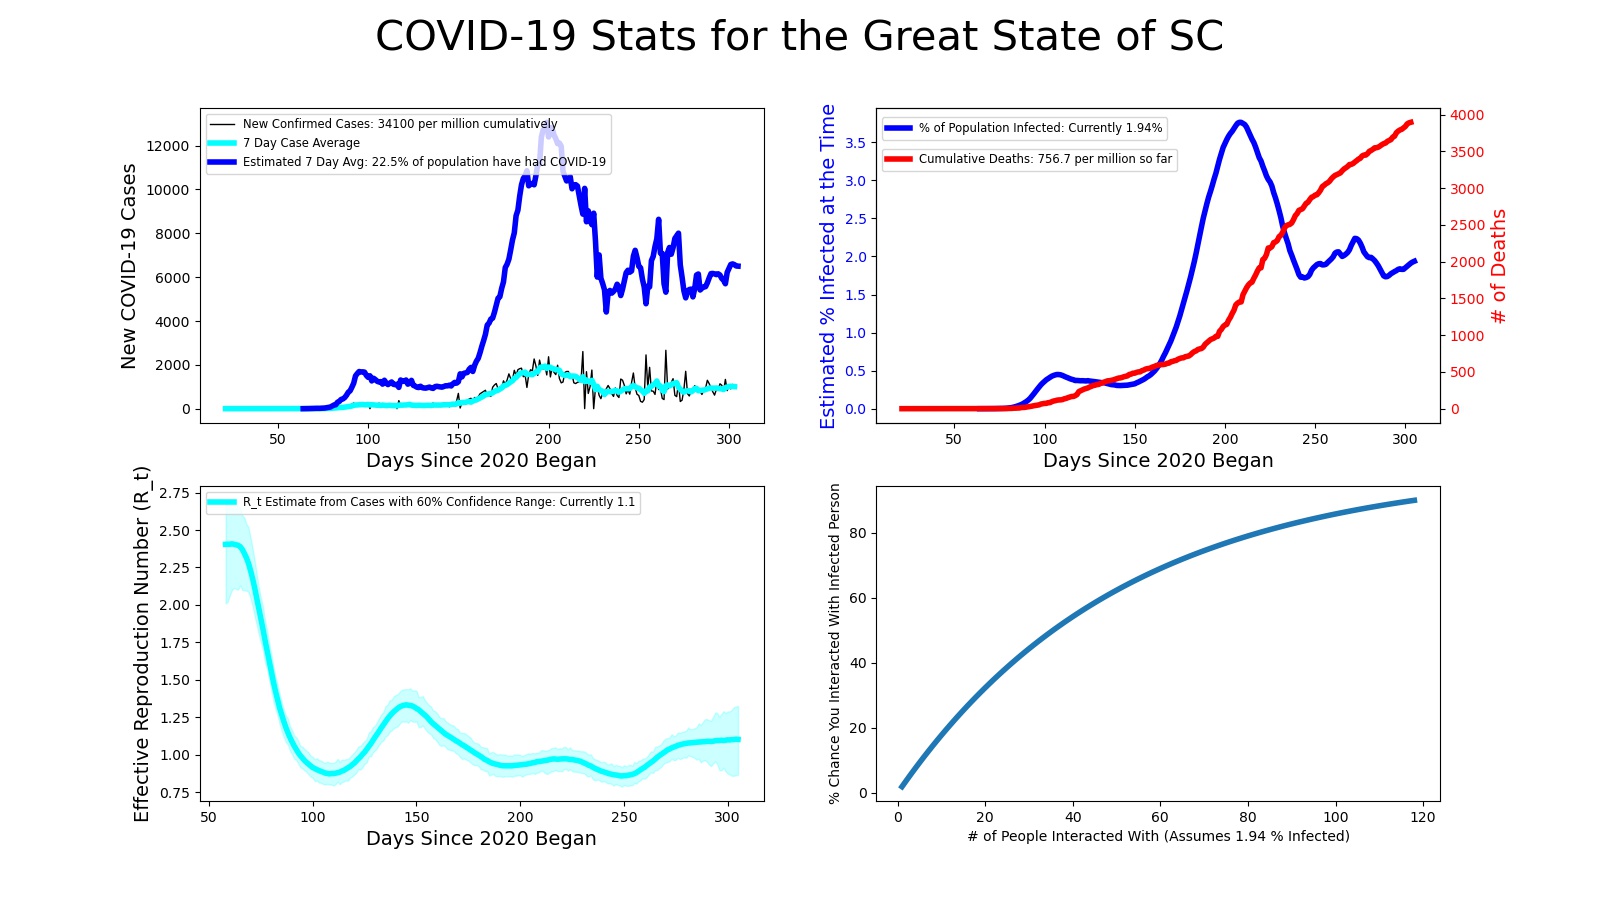 COVID-19 Stats for the Great State of SC
New COVID-19 Cases
12000
10000
8000
6000
4000
2000
0
New Confirmed Cases: 34100 per million cumulatively
7 Day Case Average
Estimated 7 Day Avg: 22.5% of population have had COVID-19
50 100 150 200 250 300
Days Since 2020 Began
Estimated % Infected at the Time
3.5
3.0
2.5
2.0
1.5
1.0
0.5
0.0
% of Population Infected: Currently 1.94%
Cumulative Deaths: 756.7 per million so far
4000
3500
3000
2500
2000
1500
1000
500
0
# of Deaths
50 100 150 200 250 300
Days Since 2020 Began
Effective Reproduction Number (R_t)
2.75
2.50
2.25
2.00
1.75
1.50
1.25
1.00
0.75
R_t Estimate from Cases with 60% Confidence Range: Currently 1.1
50 100 150 200 250 300
Days Since 2020 Began
% Chance You Interacted With Infected Person
80
60
40
20
0
0 20 40 60 80 100 120
# of People Interacted With (Assumes 1.94 % Infected)